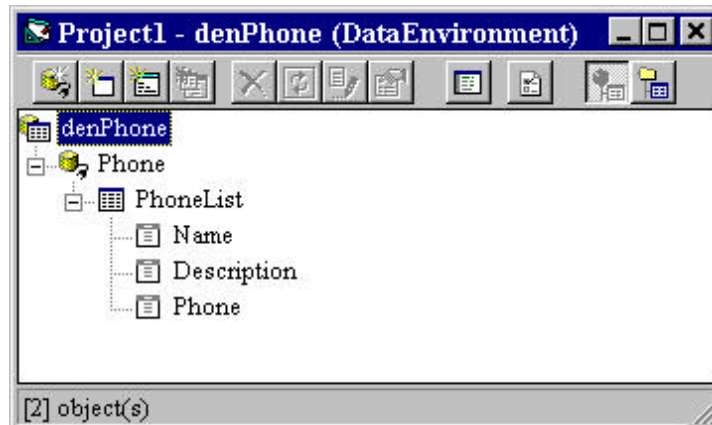 Project1 - denPhone (DataEnvironment)
denPhone
Phone
PhoneList
Name
Description
Phone
[2] object(s)